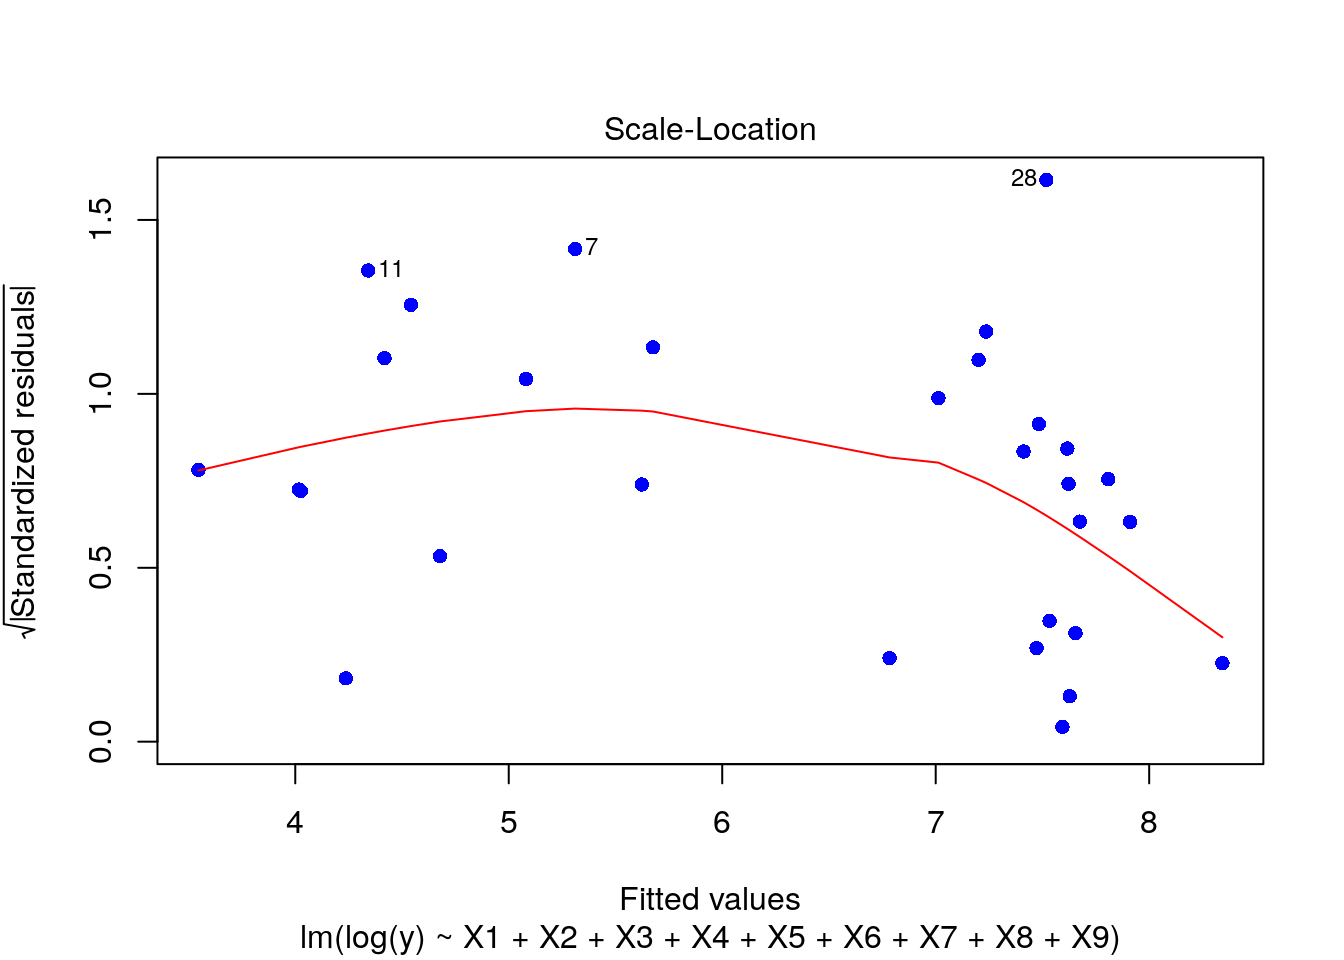 Scale-Location
√|Standardized residuals|
1.5
1.0
0.5
0.0
28
7
11
4 5 6 7 8
Fitted values
lm(log(y) ~ X1 + X2 + X3 + X4 + X5 + X6 + X7 + X8 + X9)